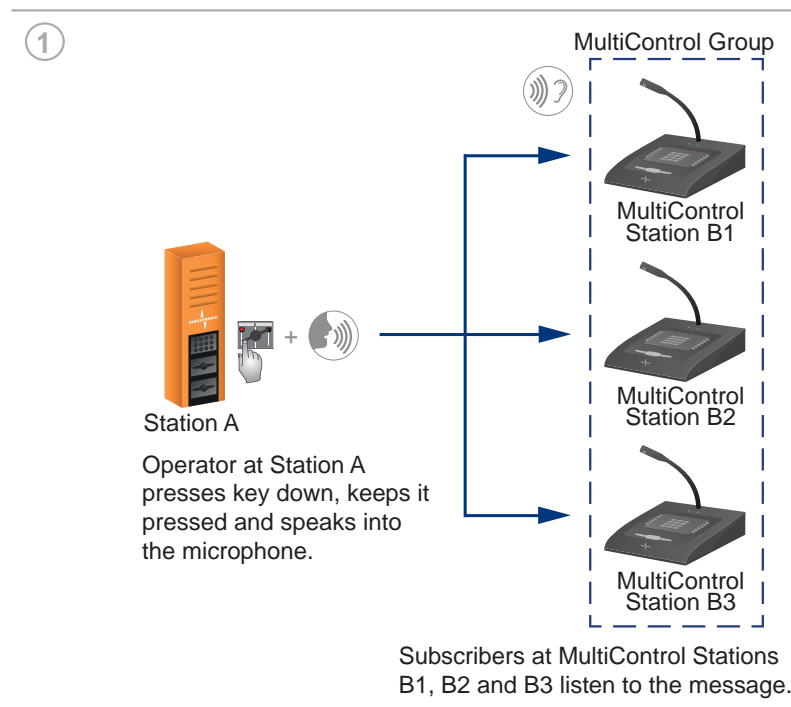 1
MultiControl Group
MultiControl
Station B1
+
MultiControl
Station B2
Station A
Operator at Station A
presses key down, keeps it
pressed and speaks into
the microphone.
MultiControl
Station B3
Subscribers at MultiControl Stations
B1, B2 and B3 listen to the message.